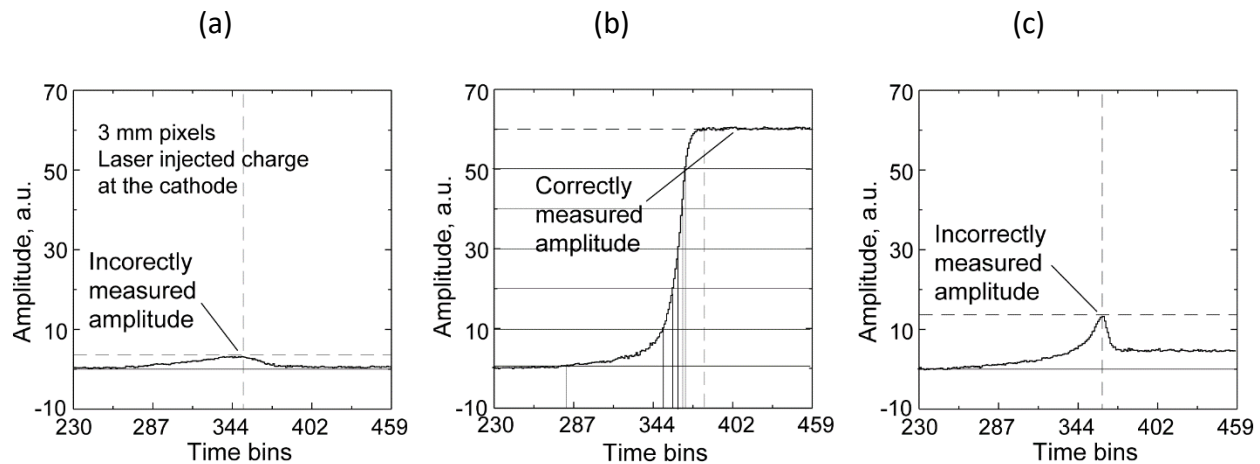 (a)
(b)
(c)
70
50
30
10
-10
230 287 344 402 459
Time bins
Amplitude, a.u.
3 mm pixels
Laser injected charge
at the cathode
Incorectly
measured
amplitude
70
50
30
10
-10
230 287 344 402 459
Time bins
Amplitude, a.u.
Correctly
measured
amplitude
70
50
30
10
-10
230 287 344 402 459
Time bins
Amplitude, a.u.
Incorrectly
measured
amplitude